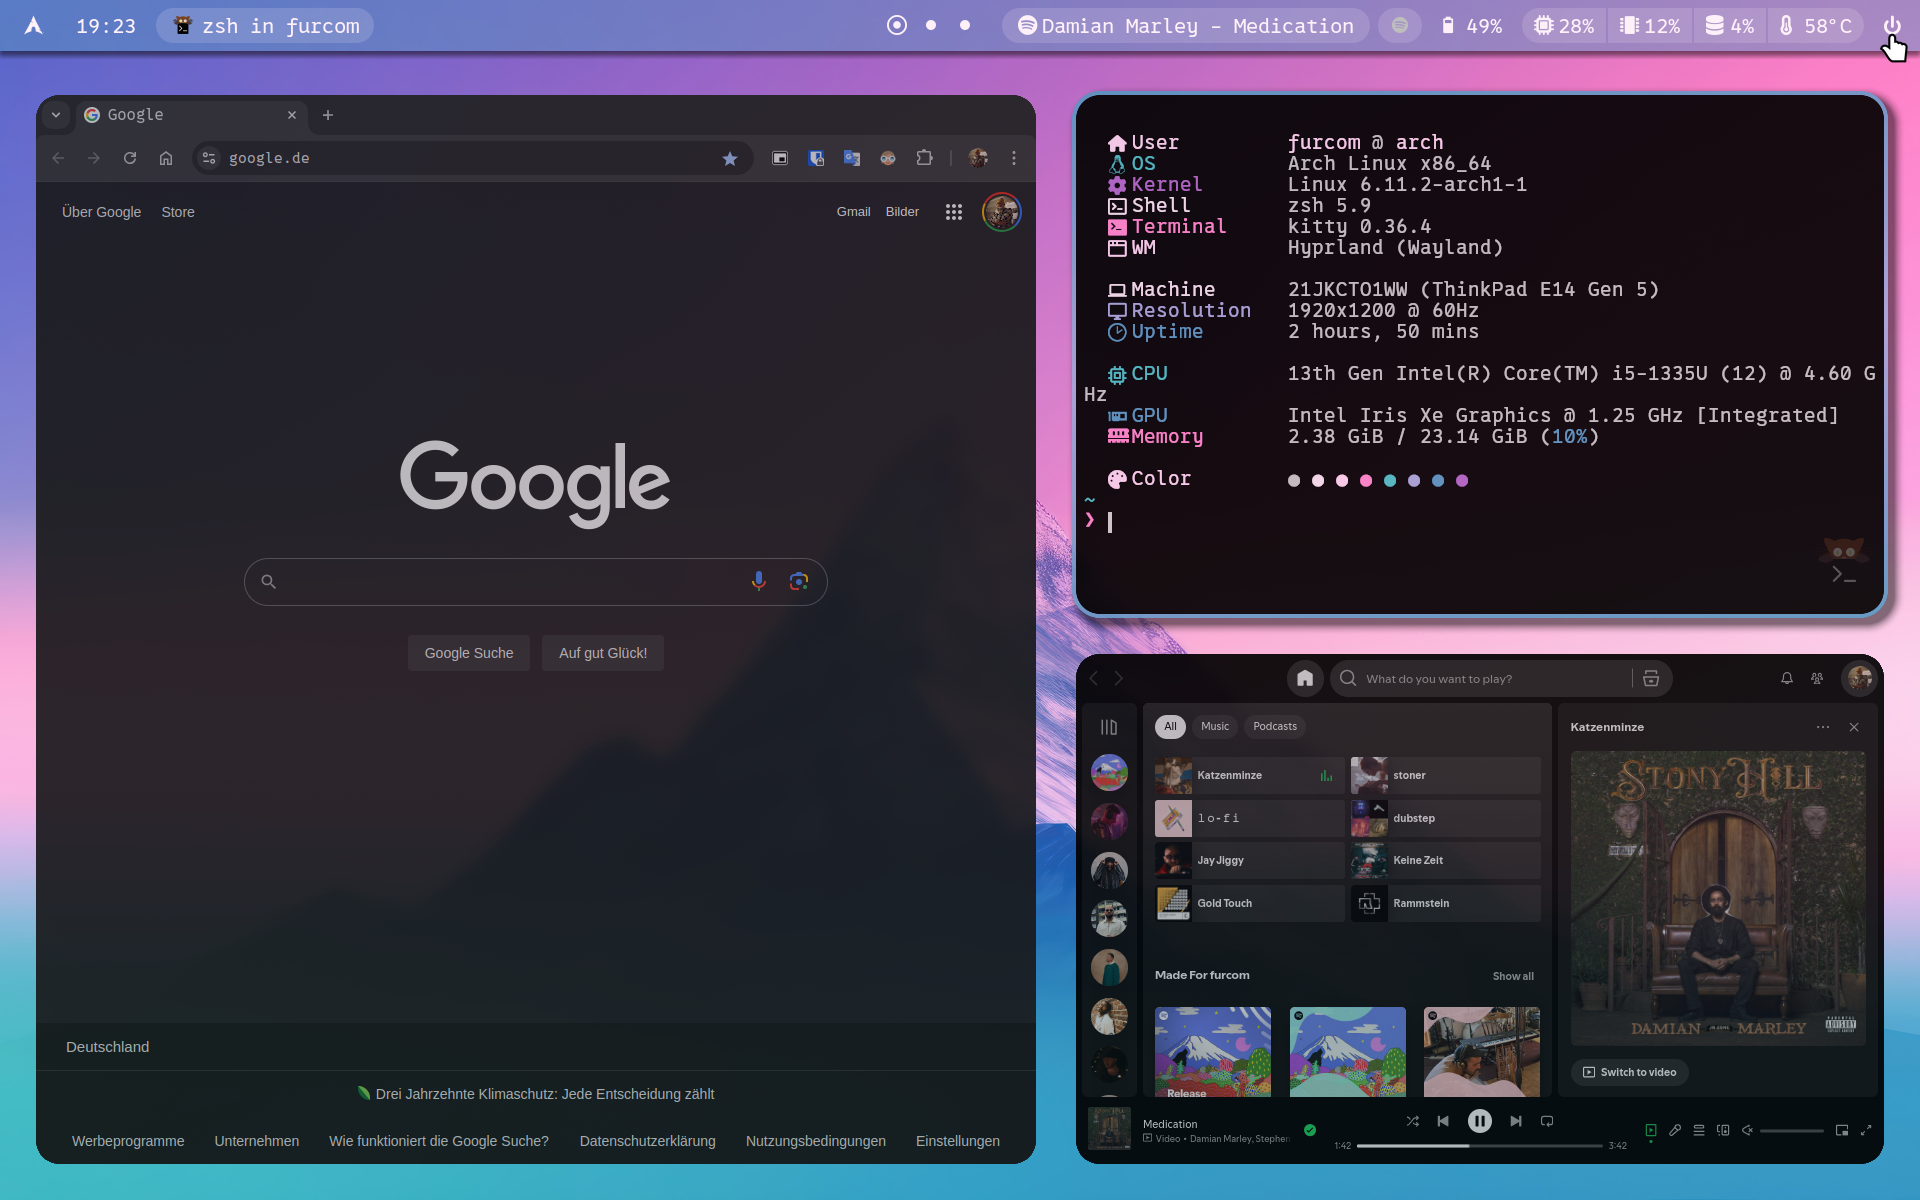 19:23
zsh in furcom
Damian Marley – Medication
49%
28%
12%
4%
58°C
Google
google.de
Über Google
Store
Gmail
Bilder
Google
Google Suche
Auf gut Glück!
Deutschland
Drei Jahrzehnte Klimaschutz: Jede Entscheidung zählt
Werbeprogramme
Unternehmen
Wie funktioniert die Google Suche?
Datenschutzerklärung
Nutzungsbedingungen
Einstellungen
User furcom @ arch
OS Arch Linux x86_64
Kernel Linux 6.11.2-arch1-1
Shell zsh 5.9
Terminal kitty 0.36.4
WM Hyprland (Wayland)
Machine 21JKCTO1WW (ThinkPad E14 Gen 5)
Resolution 1920x1200 @ 60Hz
Uptime 2 hours, 50 mins
CPU 13th Gen Intel(R) Core(TM) i5-1335U (12) @ 4.60 G
Hz
GPU Intel Iris Xe Graphics @ 1.25 GHz [Integrated]
Memory 2.38 GiB / 23.14 GiB (10%)
Color
~
❯
>_
What do you want to play?
All
Music
Podcasts
Katzenminze
stoner
lo-fi
dubstep
Jay Jiggy
Keine Zeit
Gold Touch
Rammstein
Made For furcom
Show all
Release
Katzenminze
STONY HILL
DAMIAN MARLEY
PARENTAL
ADVISORY
EXPLICIT CONTENT
Switch to video
Medication
Video • Damian Marley, Stephen
1:42
3:42